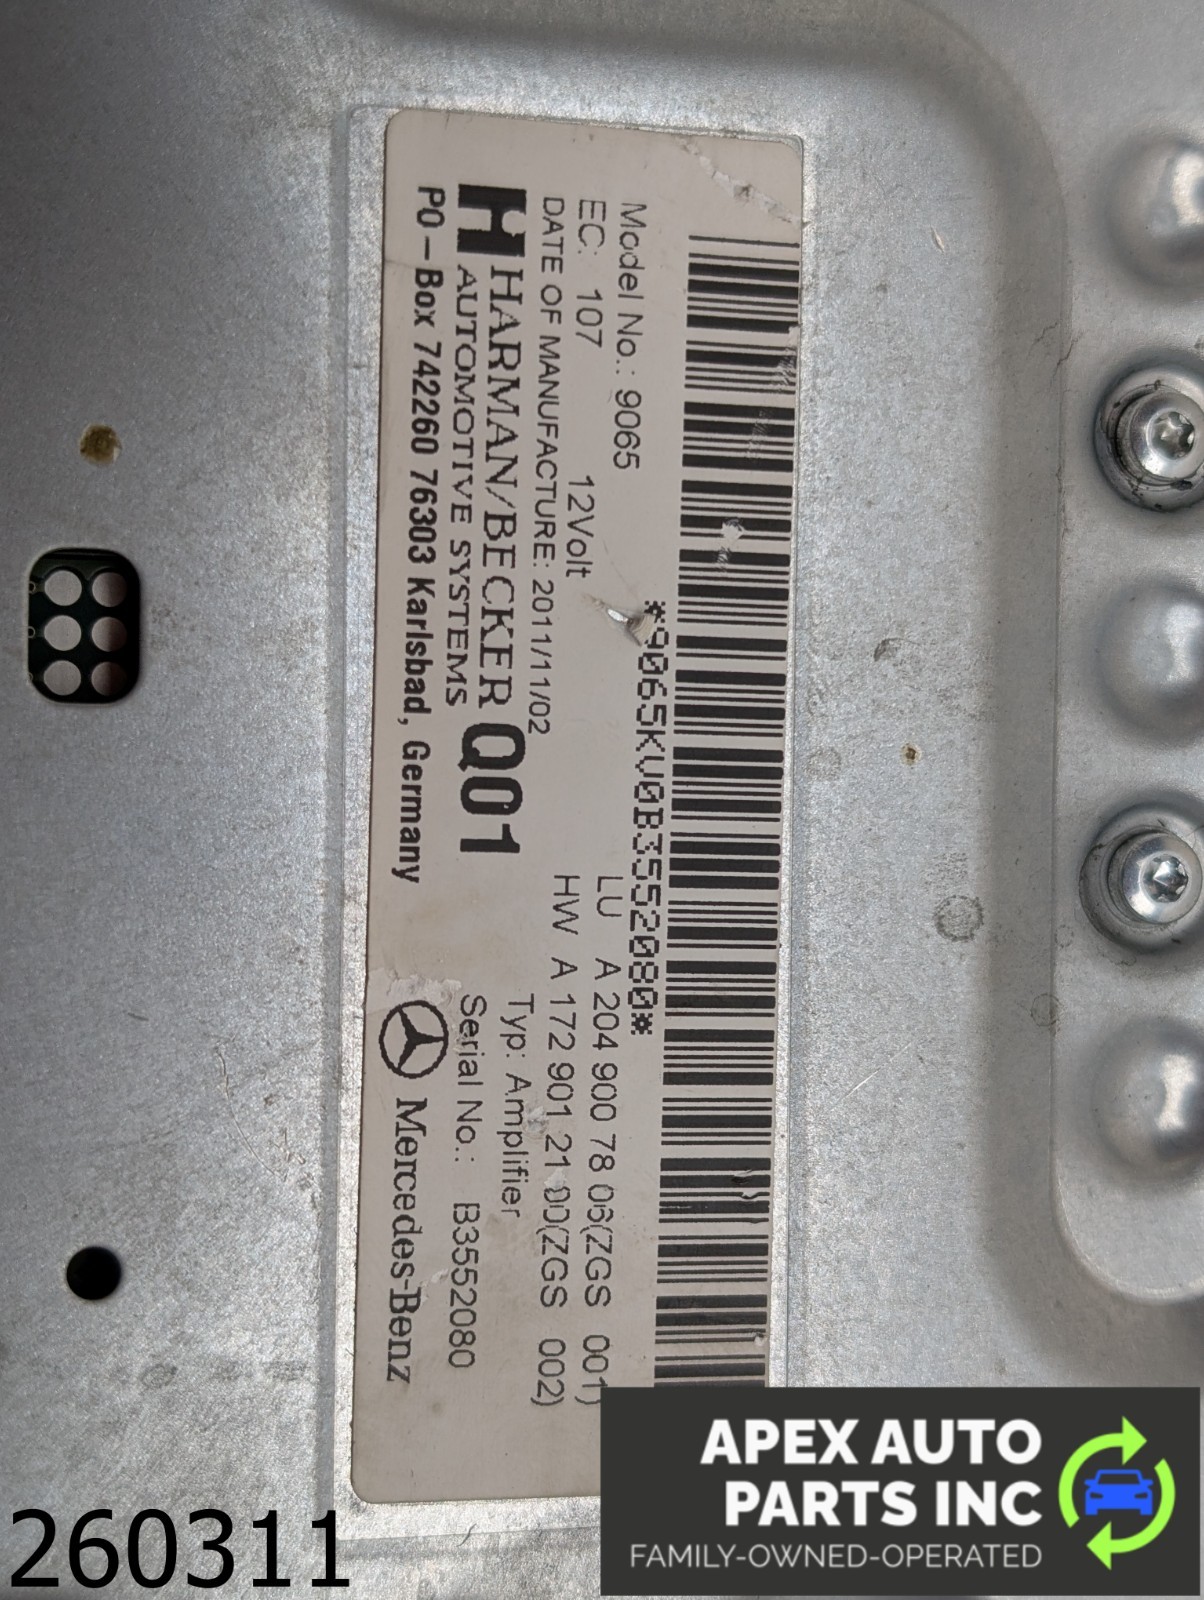 *9065KV0B3552080*
Model No.: 9065
EC: 107 12Volt
LU A 204 900 78 06(ZGS 001)
DATE OF MANUFACTURE: 2011/11/02
HW A 172 901 21 00(ZGS 002)
H HARMAN/BECKER Q01
AUTOMOTIVE SYSTEMS
Typ: Amplifier
Serial No.: B3552080
PO-Box 742260 76303 Karlsbad, Germany
Mercedes-Benz
260311
APEX AUTO
PARTS INC
FAMILY-OWNED-OPERATED